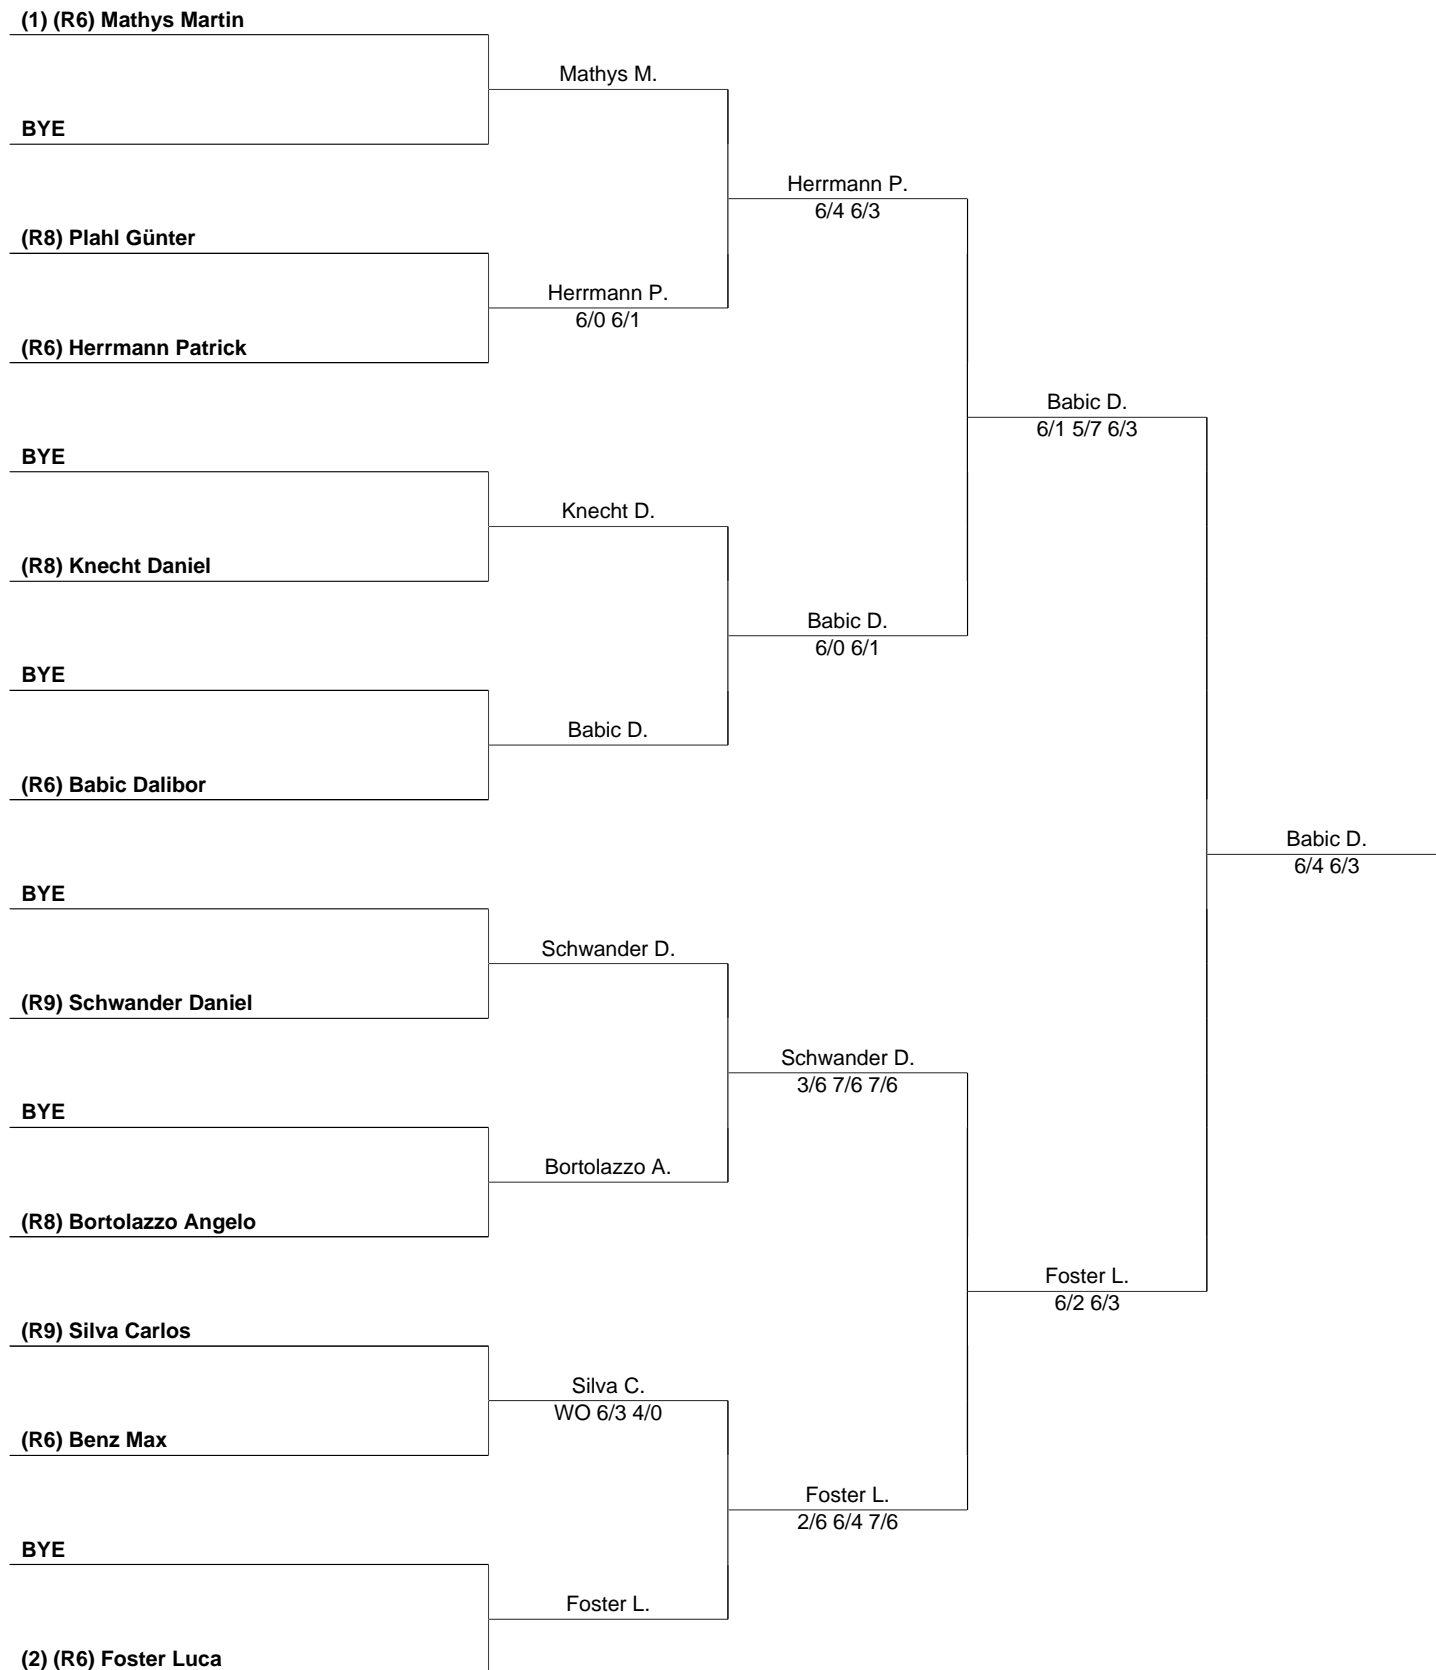 (1) (R6) Mathys Martin
Mathys M.
BYE
Herrmann P.
6/4 6/3
(R8) Plahl Günter
Herrmann P.
6/0 6/1
(R6) Herrmann Patrick
Babic D.
6/1 5/7 6/3
BYE
Knecht D.
(R8) Knecht Daniel
Babic D.
6/0 6/1
BYE
Babic D.
(R6) Babic Dalibor
Babic D.
6/4 6/3
BYE
Schwander D.
(R9) Schwander Daniel
Schwander D.
3/6 7/6 7/6
BYE
Bortolazzo A.
(R8) Bortolazzo Angelo
Foster L.
6/2 6/3
(R9) Silva Carlos
Silva C.
WO 6/3 4/0
(R6) Benz Max
Foster L.
2/6 6/4 7/6
BYE
Foster L.
(2) (R6) Foster Luca